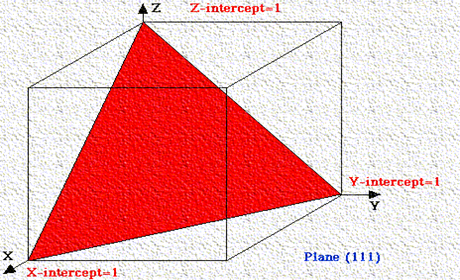 Z
Z-intercept=1
Y-intercept=1
Y
X
X-intercept=1
Plane (111)